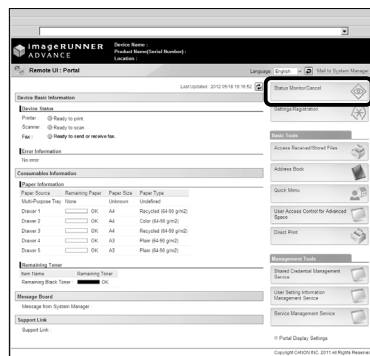 imageRUNNER
ADVANCE
Device Name :
Product Name(Serial Number) :
Location :
Remote UI : Portal
Language English Mail to System Manager
Last Updated : 2012 05/18 10:16:52
Device Basic Information
Device Status
Printer : Ready to print.
Scanner : Ready to scan.
Fax : Ready to send or receive fax.
Error Information
No error.
Consumables Information
Paper Information
Paper Source Remaining Paper Paper Size Paper Type
Multi-Purpose Tray None Unknown Undefined
Drawer 1 OK A4 Recycled (64-90 g/m2)
Drawer 2 OK A4 Color (64-90 g/m2)
Drawer 3 OK A4 Recycled (64-90 g/m2)
Drawer 4 OK A3 Plain (64-90 g/m2)
Drawer 5 OK A3 Plain (64-90 g/m2)
Remaining Toner
Item Name Remaining Toner
Remaining Black Toner : OK
Message Board
Message from System Manager :
Support Link
Support Link :
Status Monitor/Cancel
Settings/Registration
Basic Tools
Access Received/Stored Files
Address Book
Quick Menu
User Access Control for Advanced
Space
Direct Print
Management Tools
Shared Credential Management
Service
User Setting Information
Management Service
Service Management Service
Portal Display Settings
Copyright CANON INC. 2011 All Rights Reserved